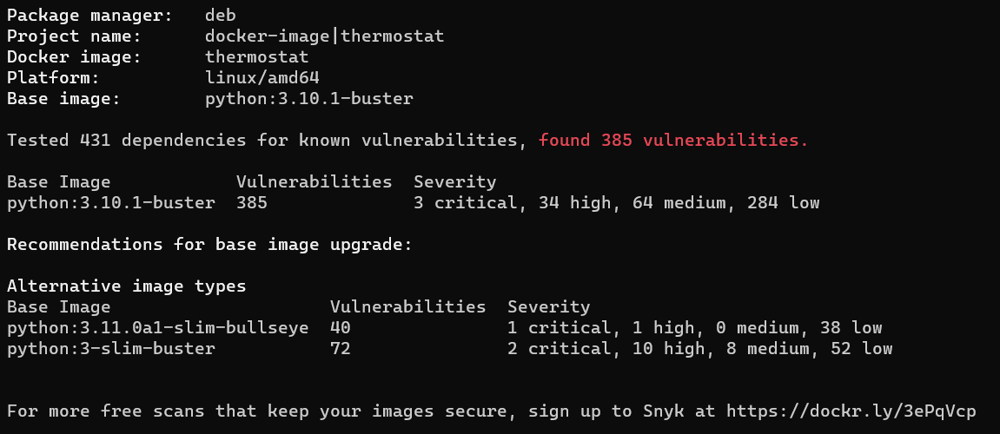 Package manager:   deb
Project name:      docker-image|thermostat
Docker image:      thermostat
Platform:          linux/amd64
Base image:        python:3.10.1-buster
Tested 431 dependencies for known vulnerabilities, found 385 vulnerabilities.
Base Image            Vulnerabilities  Severity
python:3.10.1-buster  385              3 critical, 34 high, 64 medium, 284 low
Recommendations for base image upgrade:
Alternative image types
Base Image                     Vulnerabilities  Severity
python:3.11.0a1-slim-bullseye  40               1 critical, 1 high, 0 medium, 38 low
python:3-slim-buster           72               2 critical, 10 high, 8 medium, 52 low
For more free scans that keep your images secure, sign up to Snyk at https://dockr.ly/3ePqVcp